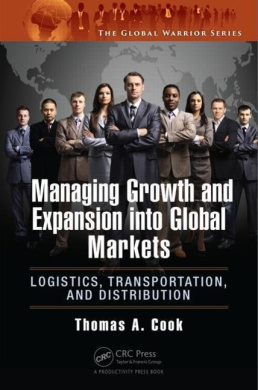 THE GLOBAL WARRIOR SERIES
Managing Growth and
Expansion into Global
Markets
LOGISTICS, TRANSPORTATION,
AND DISTRIBUTION
Thomas A. Cook
CRC Press
Taylor & Francis Group
A PRODUCTIVITY PRESS BOOK